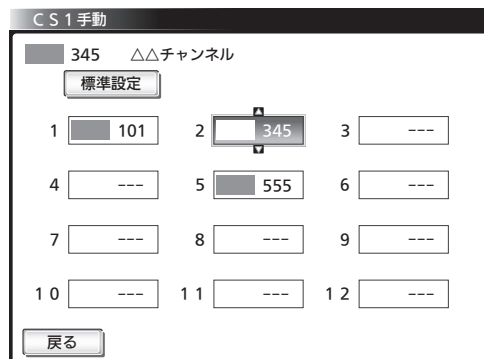 CS1手動
345 △△チャンネル
標準設定
1 101 2 345 3 ---
4 --- 5 555 6 ---
7 --- 8 --- 9 ---
10 --- 11 --- 12 ---
戻る